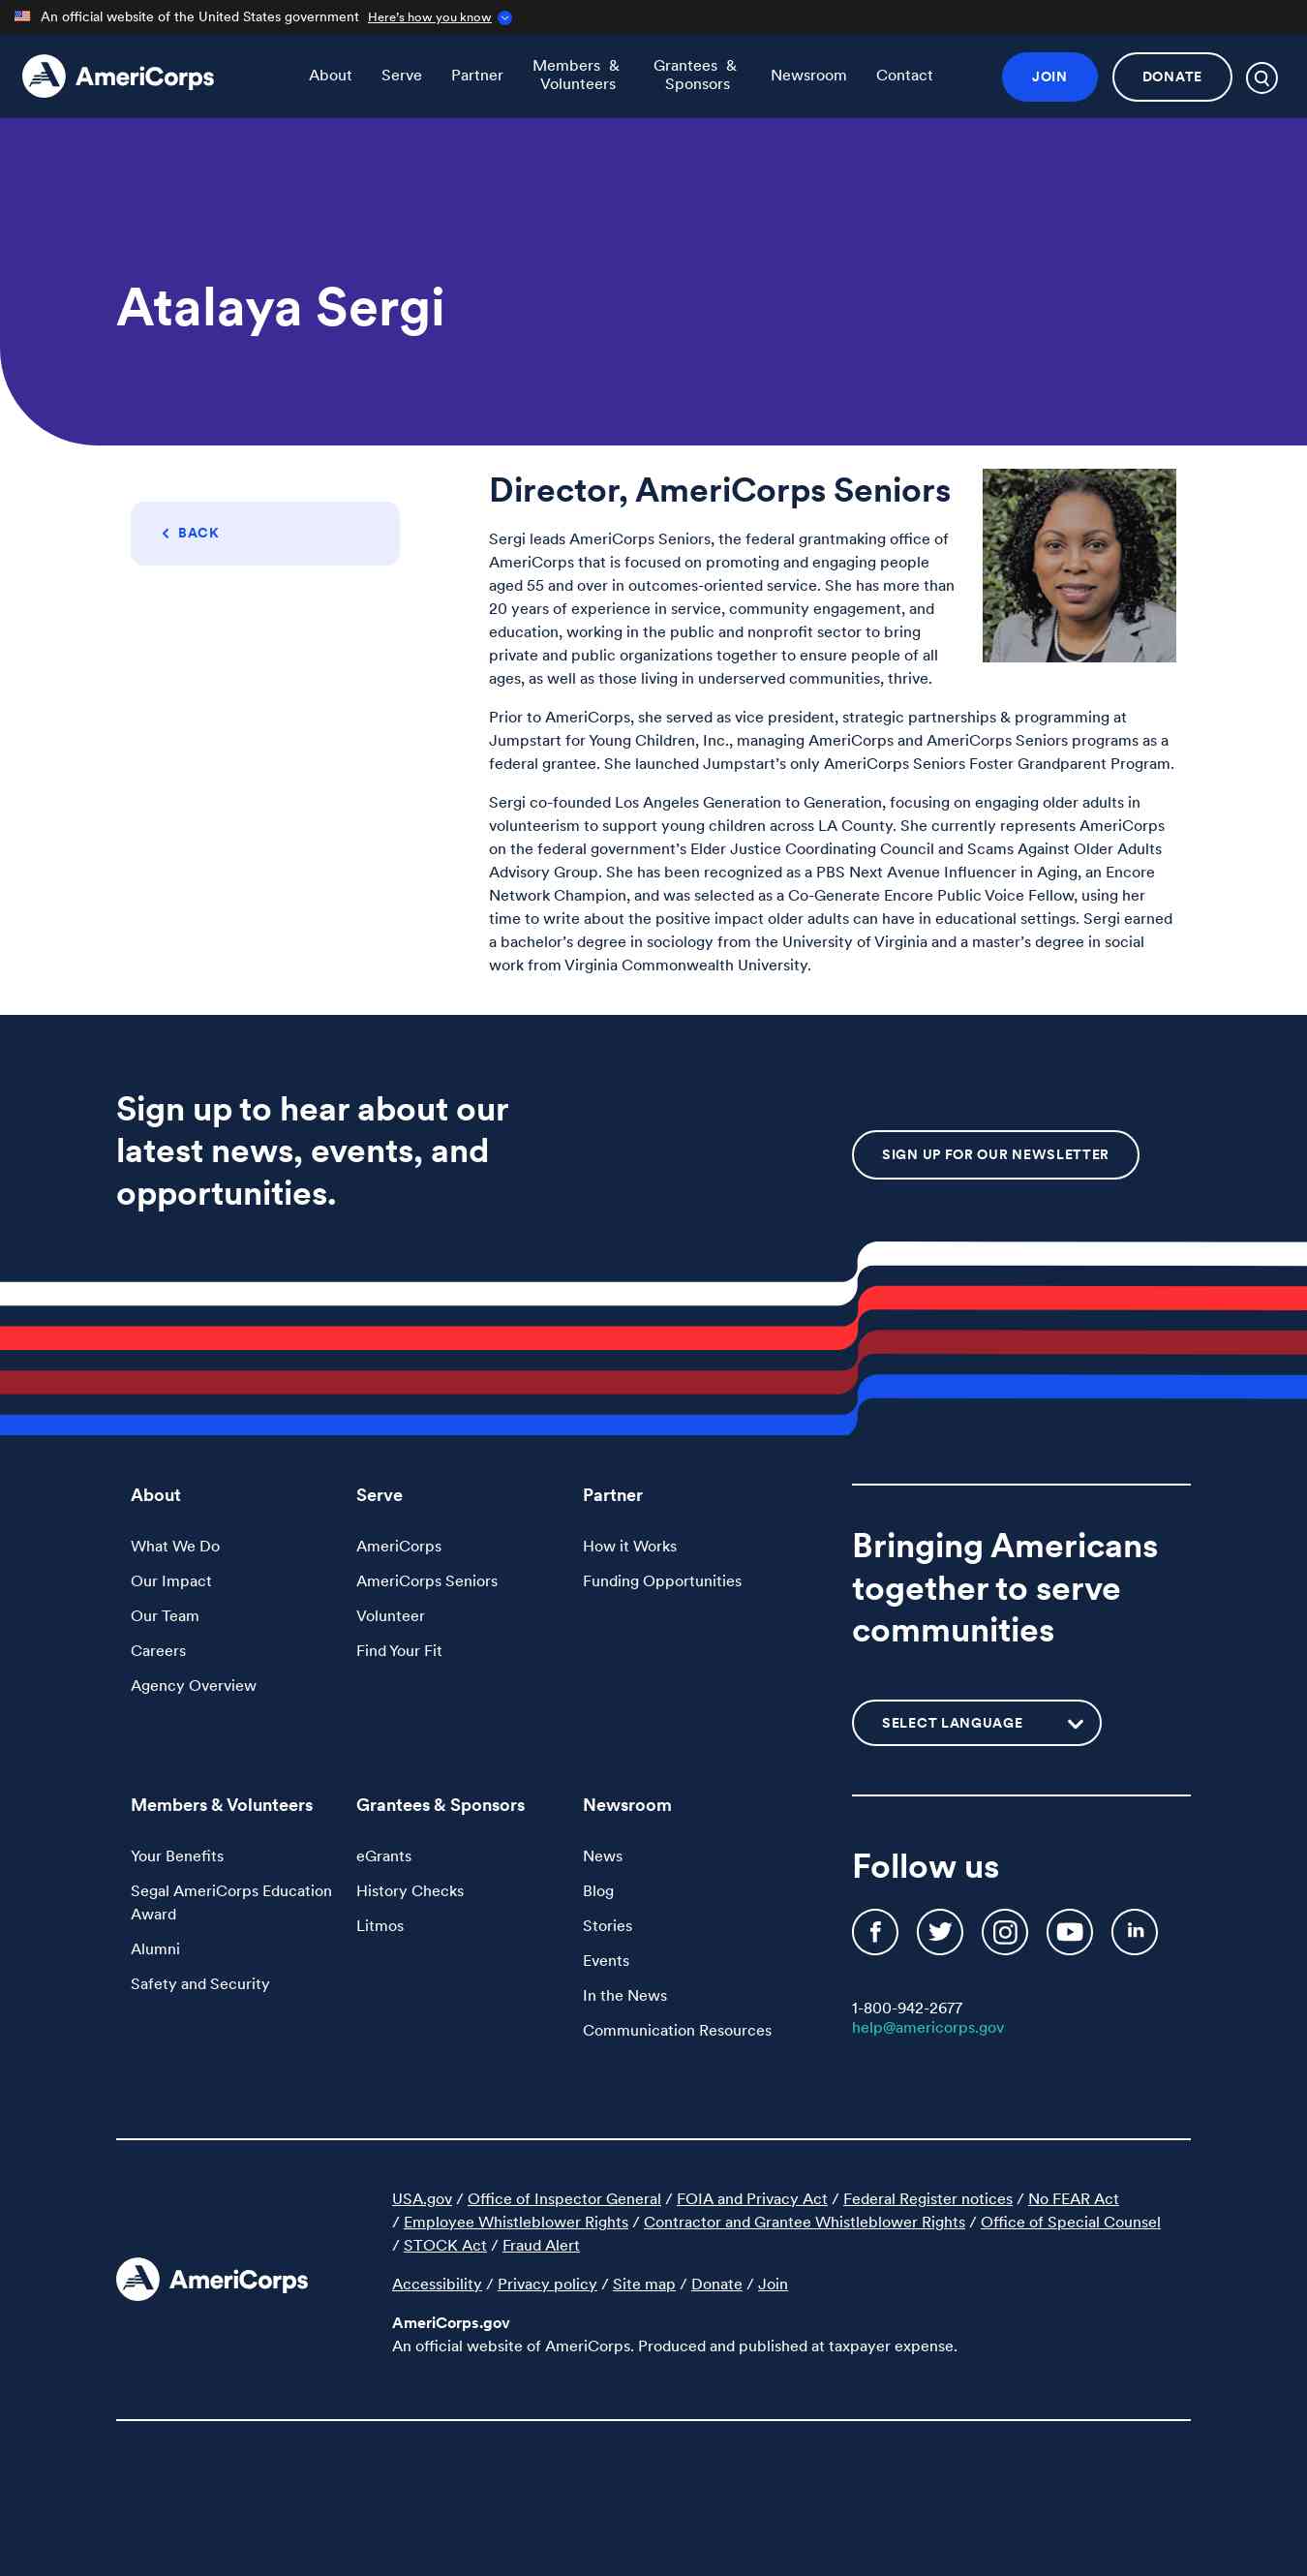 An official website of the United States government Here's how you know
AmeriCorps
About
Serve
Partner
Members &
Volunteers
Grantees &
Sponsors
Newsroom
Contact
JOIN
DONATE
Atalaya Sergi
BACK
Director, AmeriCorps Seniors
Sergi leads AmeriCorps Seniors, the federal grantmaking office of
AmeriCorps that is focused on promoting and engaging people
aged 55 and over in outcomes-oriented service. She has more than
20 years of experience in service, community engagement, and
education, working in the public and nonprofit sector to bring
private and public organizations together to ensure people of all
ages, as well as those living in underserved communities, thrive.
Prior to AmeriCorps, she served as vice president, strategic partnerships & programming at
Jumpstart for Young Children, Inc., managing AmeriCorps and AmeriCorps Seniors programs as a
federal grantee. She launched Jumpstart's only AmeriCorps Seniors Foster Grandparent Program.
Sergi co-founded Los Angeles Generation to Generation, focusing on engaging older adults in
volunteerism to support young children across LA County. She currently represents AmeriCorps
on the federal government's Elder Justice Coordinating Council and Scams Against Older Adults
Advisory Group. She has been recognized as a PBS Next Avenue Influencer in Aging, an Encore
Network Champion, and was selected as a Co-Generate Encore Public Voice Fellow, using her
time to write about the positive impact older adults can have in educational settings. Sergi earned
a bachelor's degree in sociology from the University of Virginia and a master's degree in social
work from Virginia Commonwealth University.
Sign up to hear about our
latest news, events, and
opportunities.
SIGN UP FOR OUR NEWSLETTER
About
What We Do
Our Impact
Our Team
Careers
Agency Overview
Serve
AmeriCorps
AmeriCorps Seniors
Volunteer
Find Your Fit
Partner
How it Works
Funding Opportunities
Bringing Americans
together to serve
communities
SELECT LANGUAGE
Members & Volunteers
Your Benefits
Segal AmeriCorps Education
Award
Alumni
Safety and Security
Grantees & Sponsors
eGrants
History Checks
Litmos
Newsroom
News
Blog
Stories
Events
In the News
Communication Resources
Follow us
1-800-942-2677
help@americorps.gov
AmeriCorps
USA.gov / Office of Inspector General / FOIA and Privacy Act / Federal Register notices / No FEAR Act
/ Employee Whistleblower Rights / Contractor and Grantee Whistleblower Rights / Office of Special Counsel
/ STOCK Act / Fraud Alert
Accessibility / Privacy policy / Site map / Donate / Join
AmeriCorps.gov
An official website of AmeriCorps. Produced and published at taxpayer expense.